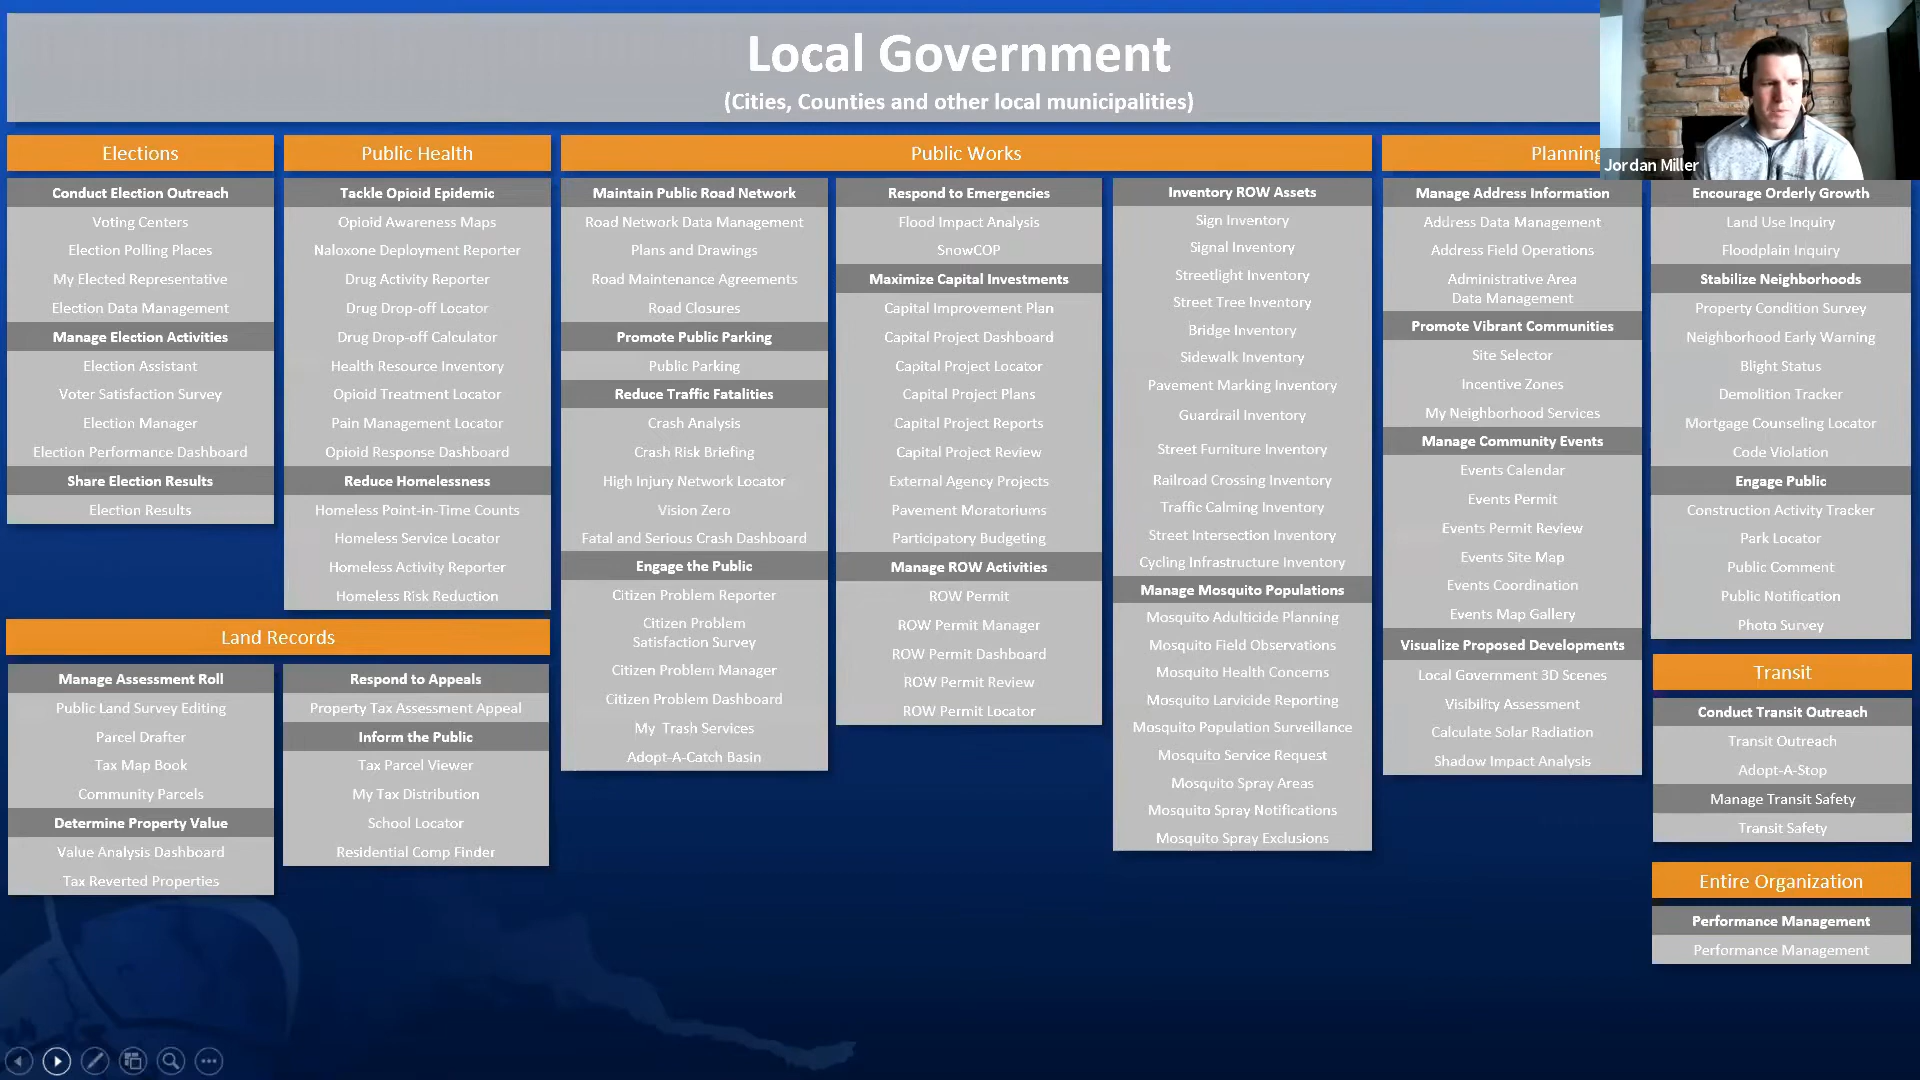 Local Government
(Cities, Counties and other local municipalities)
Jordan Miller
Elections
Conduct Election Outreach
Voting Centers
Election Polling Places
My Elected Representative
Election Data Management
Manage Election Activities
Election Assistant
Voter Satisfaction Survey
Election Manager
Election Performance Dashboard
Share Election Results
Election Results
Public Health
Tackle Opioid Epidemic
Opioid Awareness Maps
Naloxone Deployment Reporter
Drug Activity Reporter
Drug Drop-off Locator
Drug Drop-off Calculator
Health Resource Inventory
Opioid Treatment Locator
Pain Management Locator
Opioid Response Dashboard
Reduce Homelessness
Homeless Point-in-Time Counts
Homeless Service Locator
Homeless Activity Reporter
Homeless Risk Reduction
Land Records
Manage Assessment Roll
Public Land Survey Editing
Parcel Drafter
Tax Map Book
Community Parcels
Determine Property Value
Value Analysis Dashboard
Tax Reverted Properties
Respond to Appeals
Property Tax Assessment Appeal
Inform the Public
Tax Parcel Viewer
My Tax Distribution
School Locator
Residential Comp Finder
Public Works
Maintain Public Road Network
Road Network Data Management
Plans and Drawings
Road Maintenance Agreements
Road Closures
Promote Public Parking
Public Parking
Reduce Traffic Fatalities
Crash Analysis
Crash Risk Briefing
High Injury Network Locator
Vision Zero
Fatal and Serious Crash Dashboard
Engage the Public
Citizen Problem Reporter
Citizen Problem
Satisfaction Survey
Citizen Problem Manager
Citizen Problem Dashboard
My Trash Services
Adopt-A-Catch Basin
Respond to Emergencies
Flood Impact Analysis
SnowCOP
Maximize Capital Investments
Capital Improvement Plan
Capital Project Dashboard
Capital Project Locator
Capital Project Plans
Capital Project Reports
Capital Project Review
External Agency Projects
Pavement Moratoriums
Participatory Budgeting
Manage ROW Activities
ROW Permit
ROW Permit Manager
ROW Permit Dashboard
ROW Permit Review
ROW Permit Locator
Inventory ROW Assets
Sign Inventory
Signal Inventory
Streetlight Inventory
Street Tree Inventory
Bridge Inventory
Sidewalk Inventory
Pavement Marking Inventory
Guardrail Inventory
Street Furniture Inventory
Railroad Crossing Inventory
Traffic Calming Inventory
Street Intersection Inventory
Cycling Infrastructure Inventory
Manage Mosquito Populations
Mosquito Adulticide Planning
Mosquito Field Observations
Mosquito Health Concerns
Mosquito Larvicide Reporting
Mosquito Population Surveillance
Mosquito Service Request
Mosquito Spray Areas
Mosquito Spray Notifications
Mosquito Spray Exclusions
Planning
Manage Address Information
Address Data Management
Address Field Operations
Administrative Area
Data Management
Promote Vibrant Communities
Site Selector
Incentive Zones
My Neighborhood Services
Manage Community Events
Events Calendar
Events Permit
Events Permit Review
Events Site Map
Events Coordination
Events Map Gallery
Visualize Proposed Developments
Local Government 3D Scenes
Visibility Assessment
Calculate Solar Radiation
Shadow Impact Analysis
Encourage Orderly Growth
Land Use Inquiry
Floodplain Inquiry
Stabilize Neighborhoods
Property Condition Survey
Neighborhood Early Warning
Blight Status
Demolition Tracker
Mortgage Counseling Locator
Code Violation
Engage Public
Construction Activity Tracker
Park Locator
Public Comment
Public Notification
Photo Survey
Transit
Conduct Transit Outreach
Transit Outreach
Adopt-A-Stop
Manage Transit Safety
Transit Safety
Entire Organization
Performance Management
Performance Management